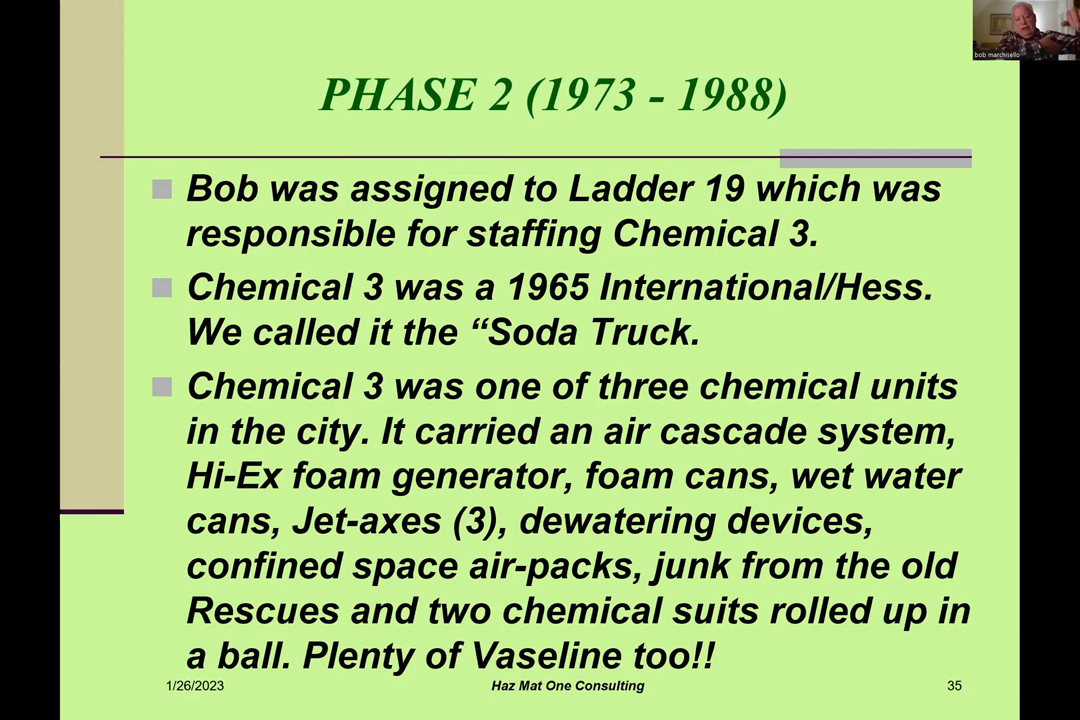 bob marchisello
PHASE 2 (1973 - 1988)
Bob was assigned to Ladder 19 which was
responsible for staffing Chemical 3.
Chemical 3 was a 1965 International/Hess.
We called it the “Soda Truck.
Chemical 3 was one of three chemical units
in the city. It carried an air cascade system,
Hi-Ex foam generator, foam cans, wet water
cans, Jet-axes (3), dewatering devices,
confined space air-packs, junk from the old
Rescues and two chemical suits rolled up in
a ball. Plenty of Vaseline too!!
1/26/2023 Haz Mat One Consulting 35